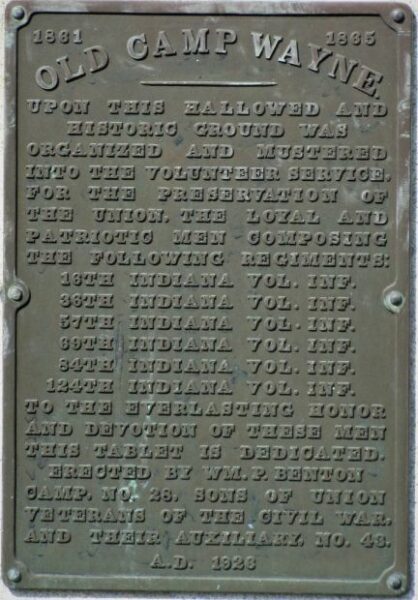 1861 1865
OLD CAMP WAYNE.
UPON THIS HALLOWED AND
HISTORIC GROUND WAS
ORGANIZED AND MUSTERED
INTO THE VOLUNTEER SERVICE,
FOR THE PRESERVATION OF
THE UNION, THE LOYAL AND
PATRIOTIC MEN COMPOSING
THE FOLLOWING REGIMENTS:
16TH INDIANA VOL. INF.
36TH INDIANA VOL. INF.
57TH INDIANA VOL. INF.
69TH INDIANA VOL. INF.
84TH INDIANA VOL. INF.
124TH INDIANA VOL. INF.
TO THE EVERLASTING HONOR
AND DEVOTION OF THESE MEN
THIS TABLET IS DEDICATED.
ERECTED BY WM. P. BENTON
CAMP. NO. 28. SONS OF UNION
VETERANS OF THE CIVIL WAR,
AND THEIR AUXILIARY. NO. 43.
A.D. 1926